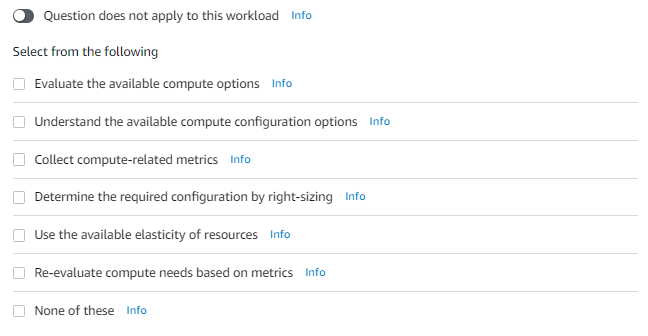 Question does not apply to this workload Info
Select from the following
Evaluate the available compute options Info
Understand the available compute configuration options Info
Collect compute-related metrics Info
Determine the required configuration by right-sizing Info
Use the available elasticity of resources Info
Re-evaluate compute needs based on metrics Info
None of these Info